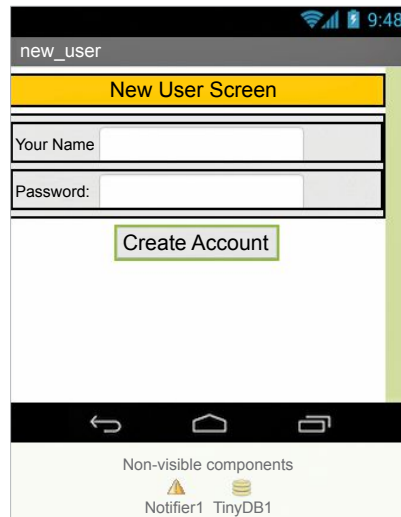 9:48
new_user
New User Screen
Your Name
Password:
Create Account
Non-visible components
Notifier1 TinyDB1